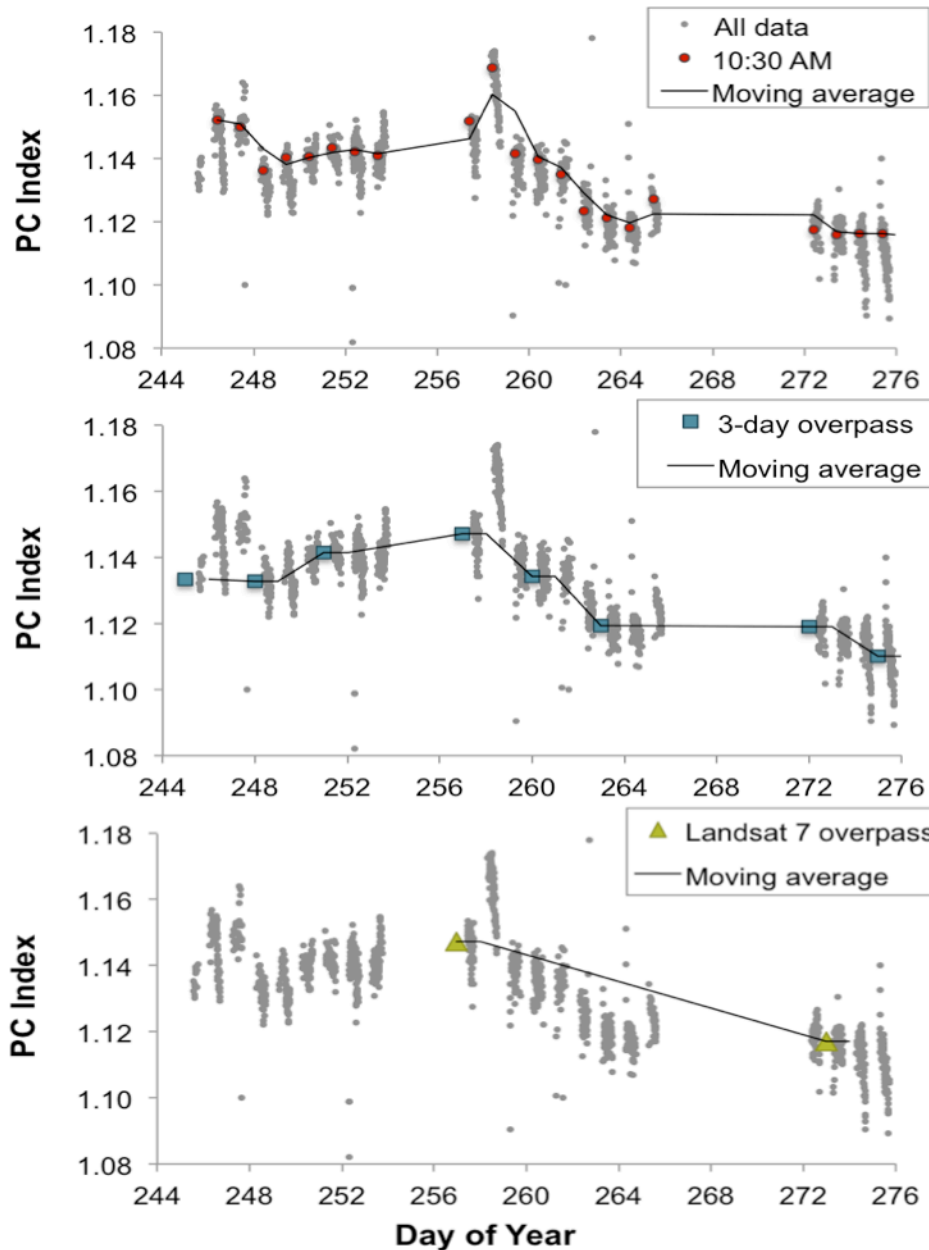 1.18
1.16
1.14
1.12
1.10
1.08
PC Index
All data
10:30 AM
Moving average
244 248 252 256 260 264 268 272 276
1.18
1.16
1.14
1.12
1.10
1.08
PC Index
3-day overpass
Moving average
244 248 252 256 260 264 268 272 276
1.18
1.16
1.14
1.12
1.10
1.08
PC Index
Landsat 7 overpass
Moving average
244 248 252 256 260 264 268 272 276
Day of Year